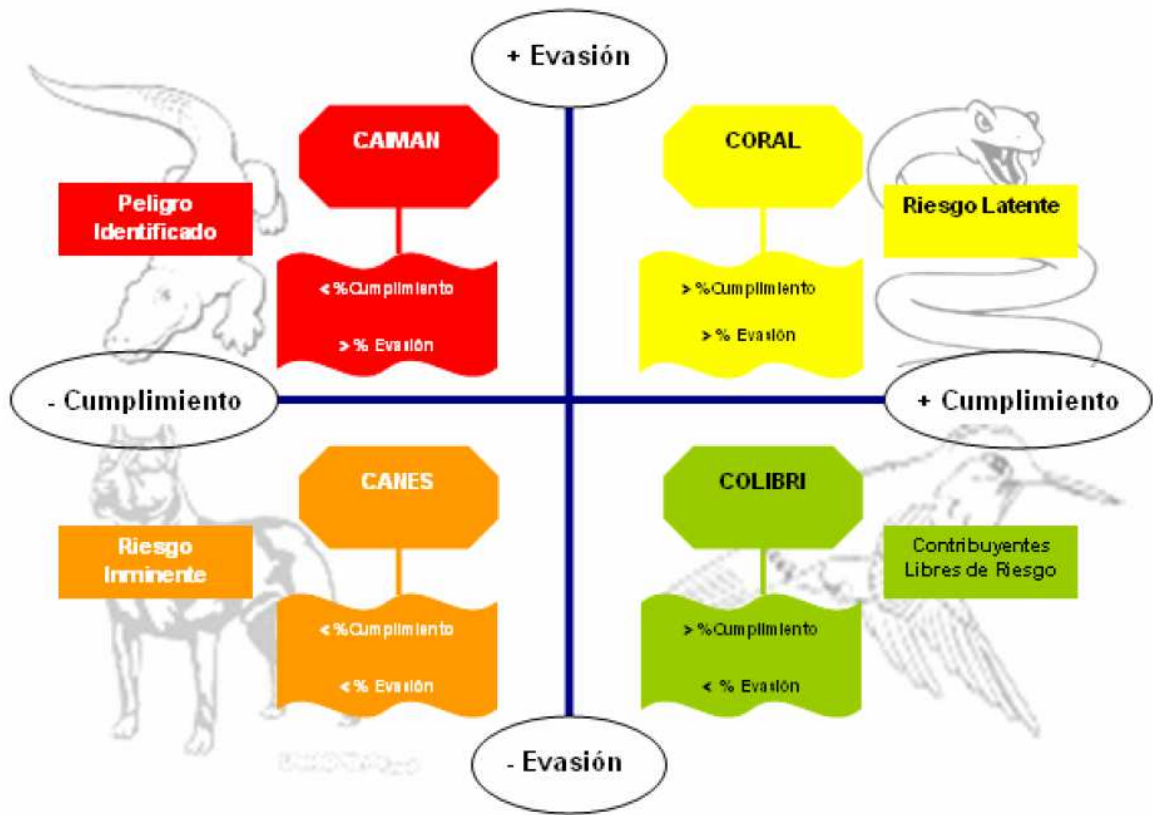 + Evasión
CAIMAN
CORAL
Peligro
Identificado
Riesgo Latente
< %Cumplimiento
> % Evasión
> %Cumplimiento
> % Evasión
- Cumplimiento
+ Cumplimiento
CANES
COLIBRI
Riesgo
Inminente
Contribuyentes
Libres de Riesgo
< %Cumplimiento
< % Evasión
> %Cumplimiento
< % Evasión
- Evasión